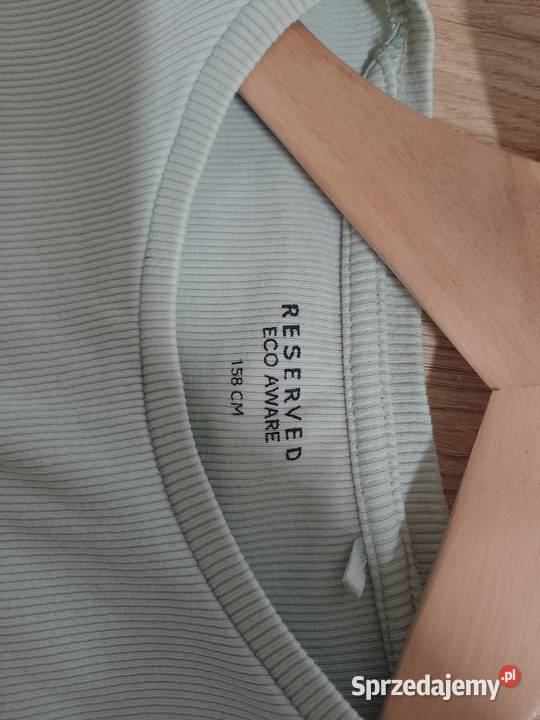 RESERVED
ECO AWARE
158 CM
Sprzedajemy.pl